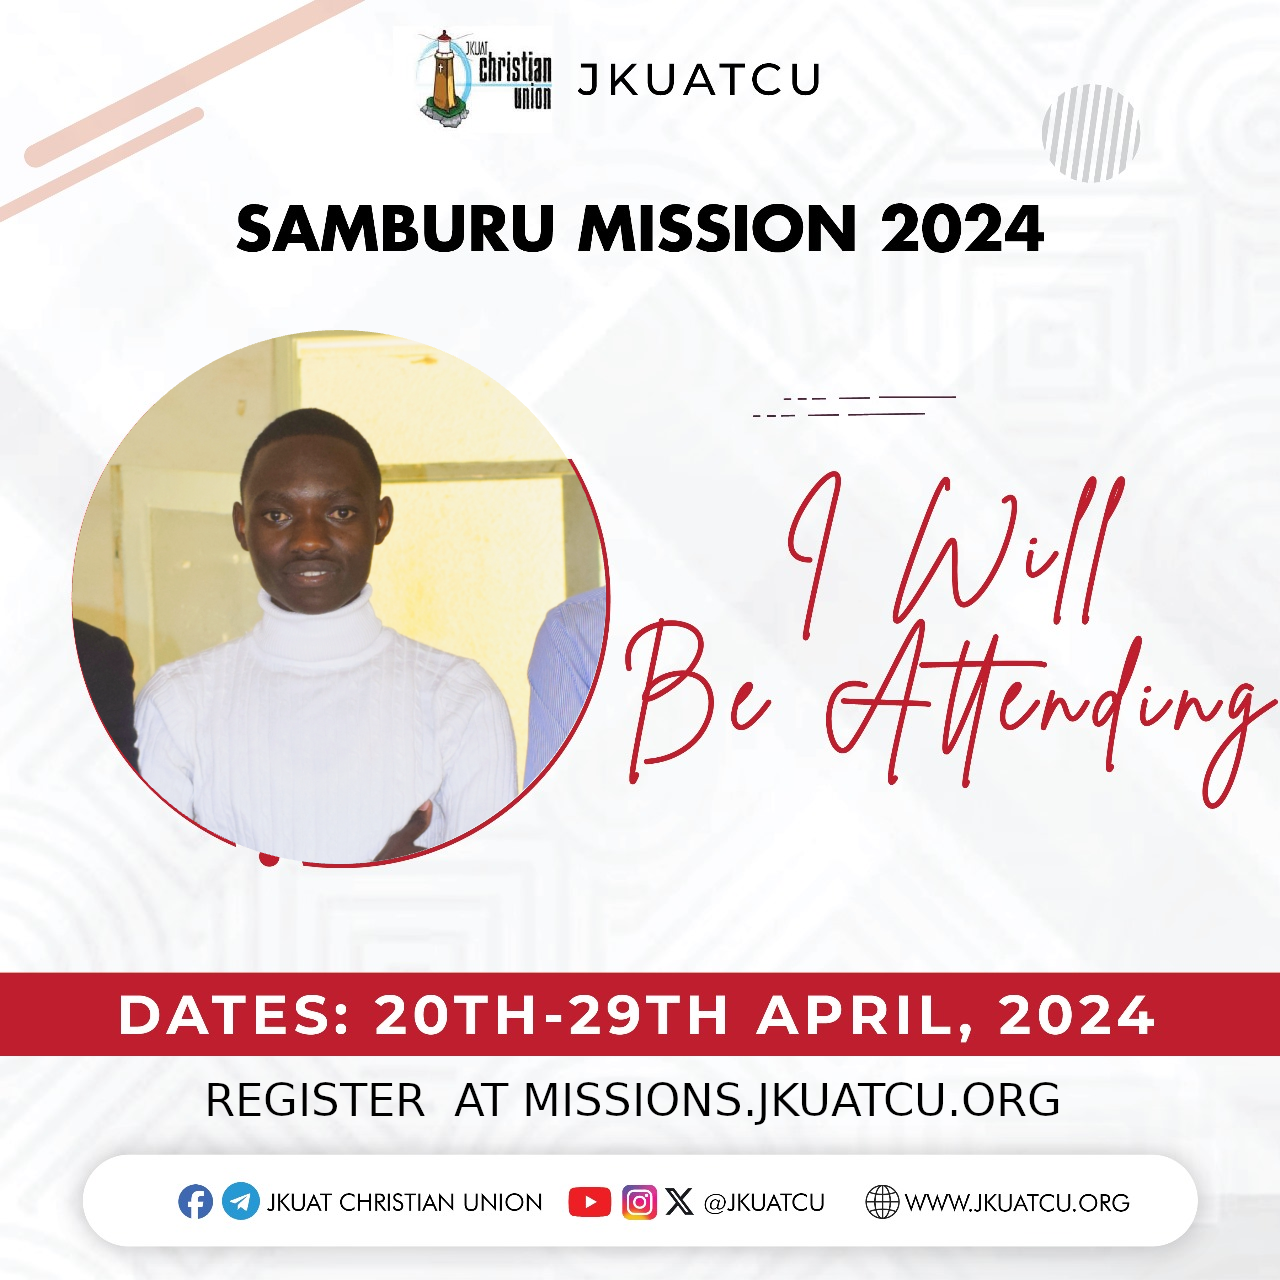 JKUAT
christian
union
JKUATCU
SAMBURU MISSION 2024
I Will
Be Attending
DATES: 20TH-29TH APRIL, 2024
REGISTER  AT MISSIONS.JKUATCU.ORG
JKUAT CHRISTIAN UNION @JKUATCU WWW.JKUATCU.ORG